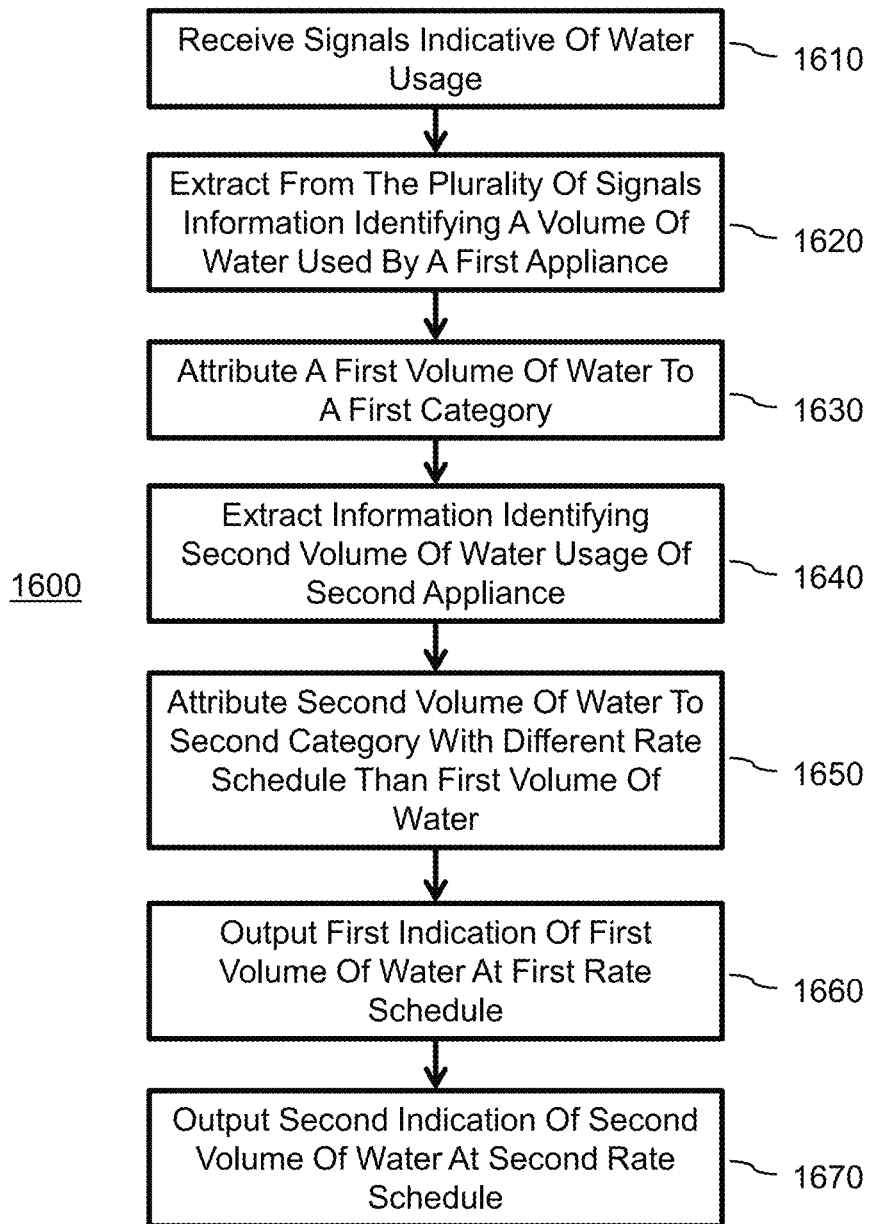 Receive Signals Indicative Of Water
Usage
1610
Extract From The Plurality Of Signals
Information Identifying A Volume Of
Water Used By A First Appliance
1620
Attribute A First Volume Of Water To
A First Category
1630
Extract Information Identifying
Second Volume Of Water Usage Of
Second Appliance
1640
1600
Attribute Second Volume Of Water To
Second Category With Different Rate
Schedule Than First Volume Of
Water
1650
Output First Indication Of First
Volume Of Water At First Rate
Schedule
1660
Output Second Indication Of Second
Volume Of Water At Second Rate
Schedule
1670